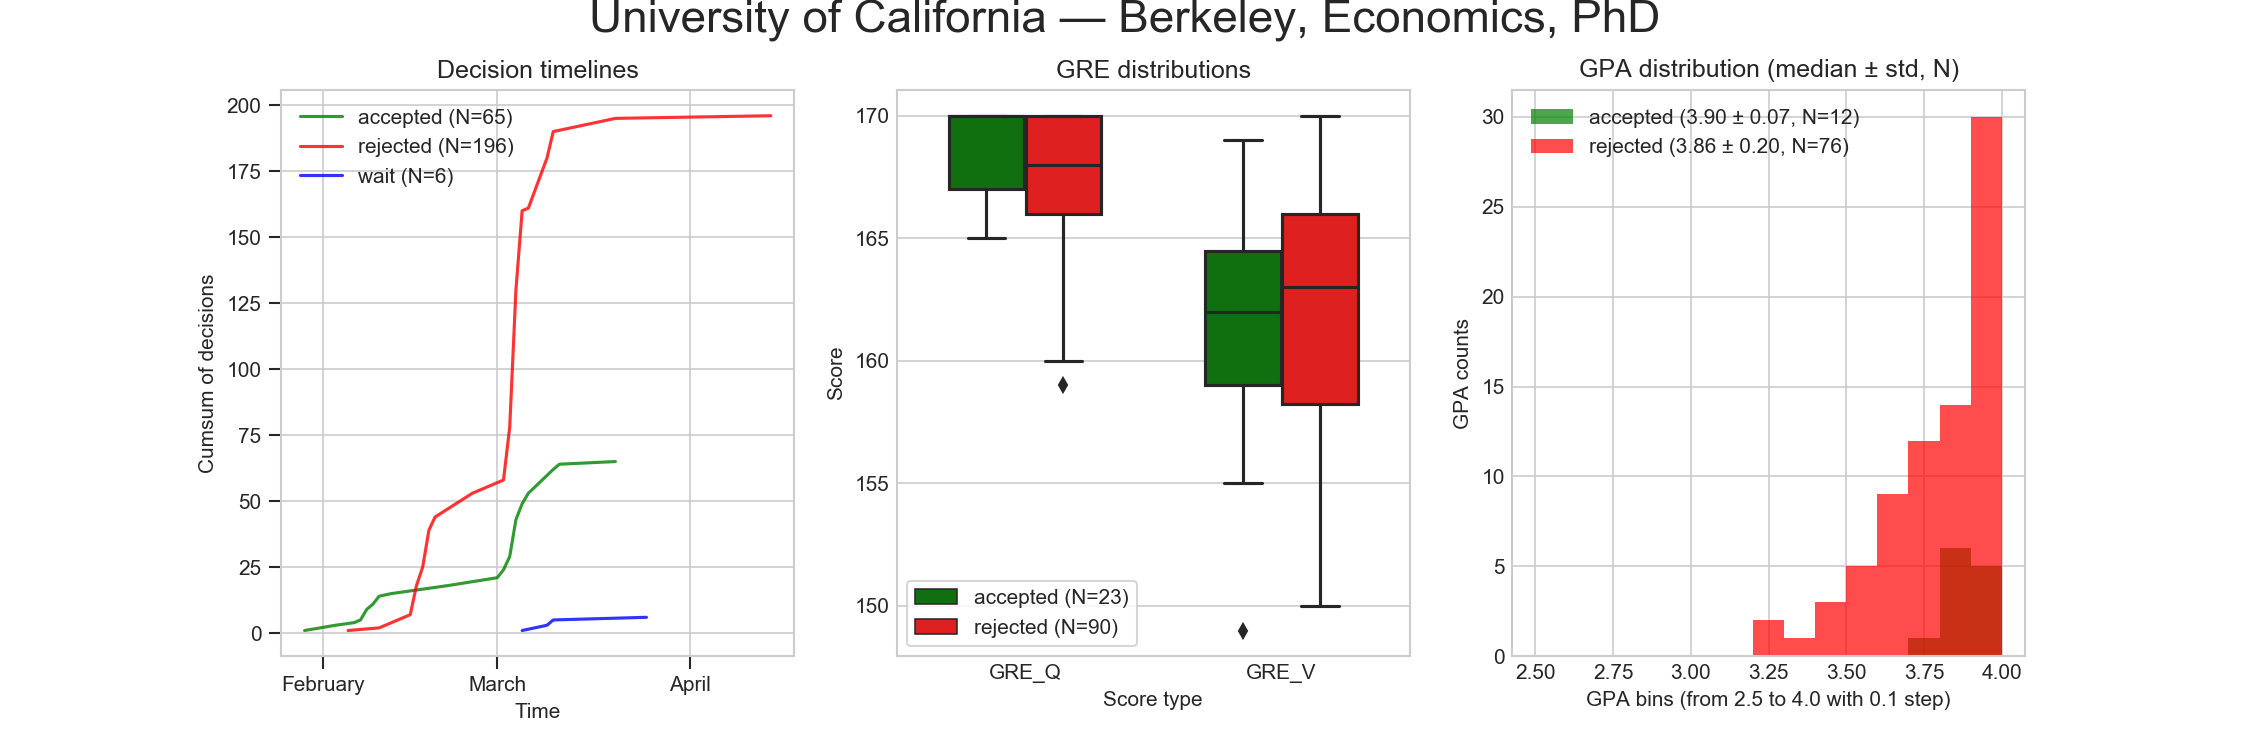 University of California — Berkeley, Economics, PhD
Decision timelines
accepted (N=65)
rejected (N=196)
wait (N=6)
200
175
150
125
100
75
50
25
0
Cumsum of decisions
February March April
Time
GRE distributions
170
165
160
155
150
Score
accepted (N=23)
rejected (N=90)
GRE_Q GRE_V
Score type
GPA distribution (median ± std, N)
accepted (3.90 ± 0.07, N=12)
rejected (3.86 ± 0.20, N=76)
30
25
20
15
10
5
0
GPA counts
2.50 2.75 3.00 3.25 3.50 3.75 4.00
GPA bins (from 2.5 to 4.0 with 0.1 step)